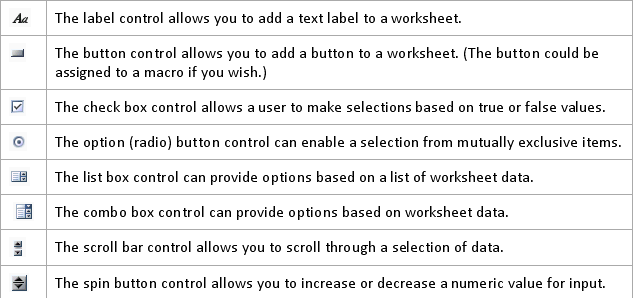 Aa The label control allows you to add a text label to a worksheet.
The button control allows you to add a button to a worksheet. (The button could be
assigned to a macro if you wish.)
The check box control allows a user to make selections based on true or false values.
The option (radio) button control can enable a selection from mutually exclusive items.
The list box control can provide options based on a list of worksheet data.
The combo box control can provide options based on worksheet data.
The scroll bar control allows you to scroll through a selection of data.
The spin button control allows you to increase or decrease a numeric value for input.